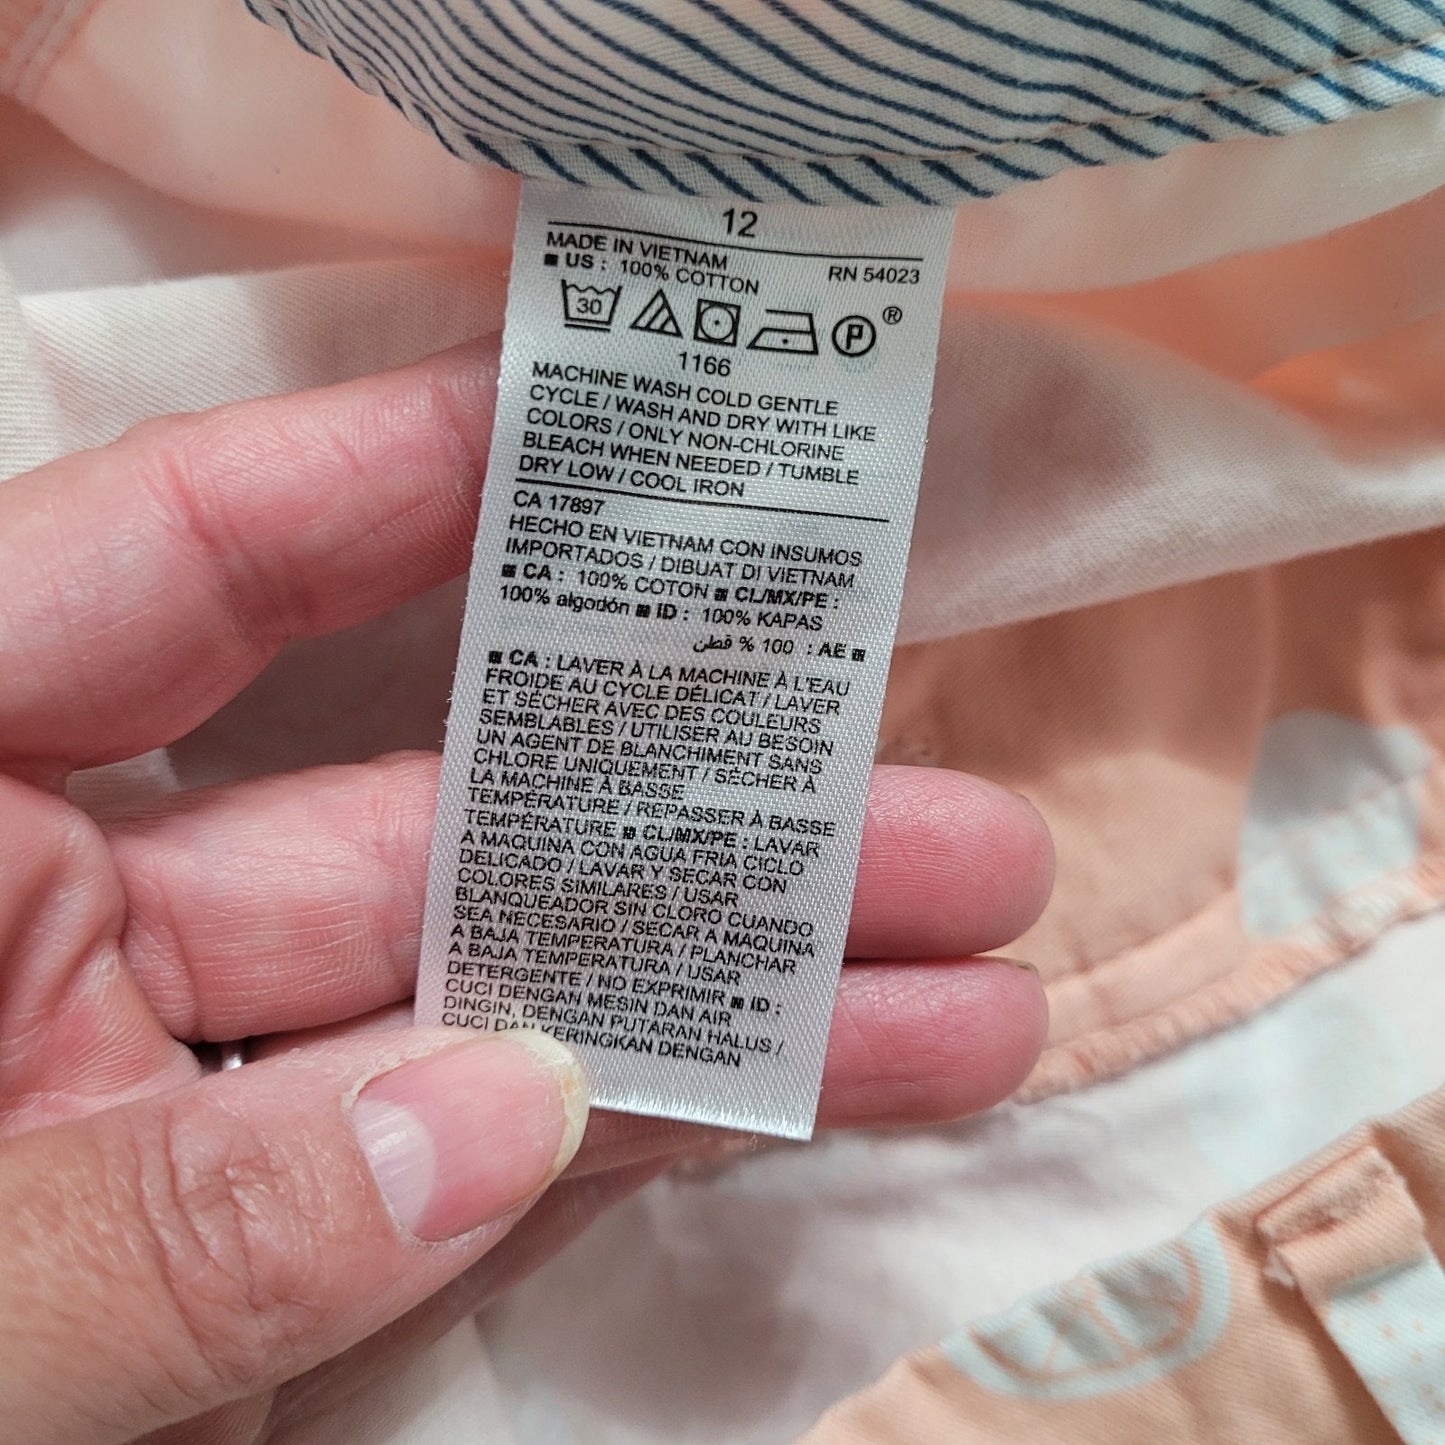 12
MADE IN VIETNAM
RN 54023
US : 100% COTTON
30
P ®
1166
MACHINE WASH COLD GENTLE
CYCLE / WASH AND DRY WITH LIKE
COLORS / ONLY NON-CHLORINE
BLEACH WHEN NEEDED / TUMBLE
DRY LOW / COOL IRON
CA 17897
HECHO EN VIETNAM CON INSUMOS
IMPORTADOS / DIBUAT DI VIETNAM
■ CA : 100% COTON ■ CL/MX/PE :
100% algodón ■ ID : 100% KAPAS
■ AE : 100 % قطن
■ CA : LAVER À LA MACHINE À L'EAU
FROIDE AU CYCLE DÉLICAT / LAVER
ET SÉCHER AVEC DES COULEURS
SEMBLABLES / UTILISER AU BESOIN
UN AGENT DE BLANCHIMENT SANS
CHLORE UNIQUEMENT / SÉCHER À
LA MACHINE À BASSE
TEMPÉRATURE / REPASSER À BASSE
TEMPÉRATURE ■ CL/MX/PE : LAVAR
A MAQUINA CON AGUA FRIA CICLO
DELICADO / LAVAR Y SECAR CON
COLORES SIMILARES / USAR
BLANQUEADOR SIN CLORO CUANDO
SEA NECESARIO / SECAR A MAQUINA
A BAJA TEMPERATURA / PLANCHAR
A BAJA TEMPERATURA / USAR
DETERGENTE / NO EXPRIMIR ■ ID :
CUCI DENGAN MESIN DAN AIR
DINGIN, DENGAN PUTARAN HALUS /
CUCI DAN KERINGKAN DENGAN